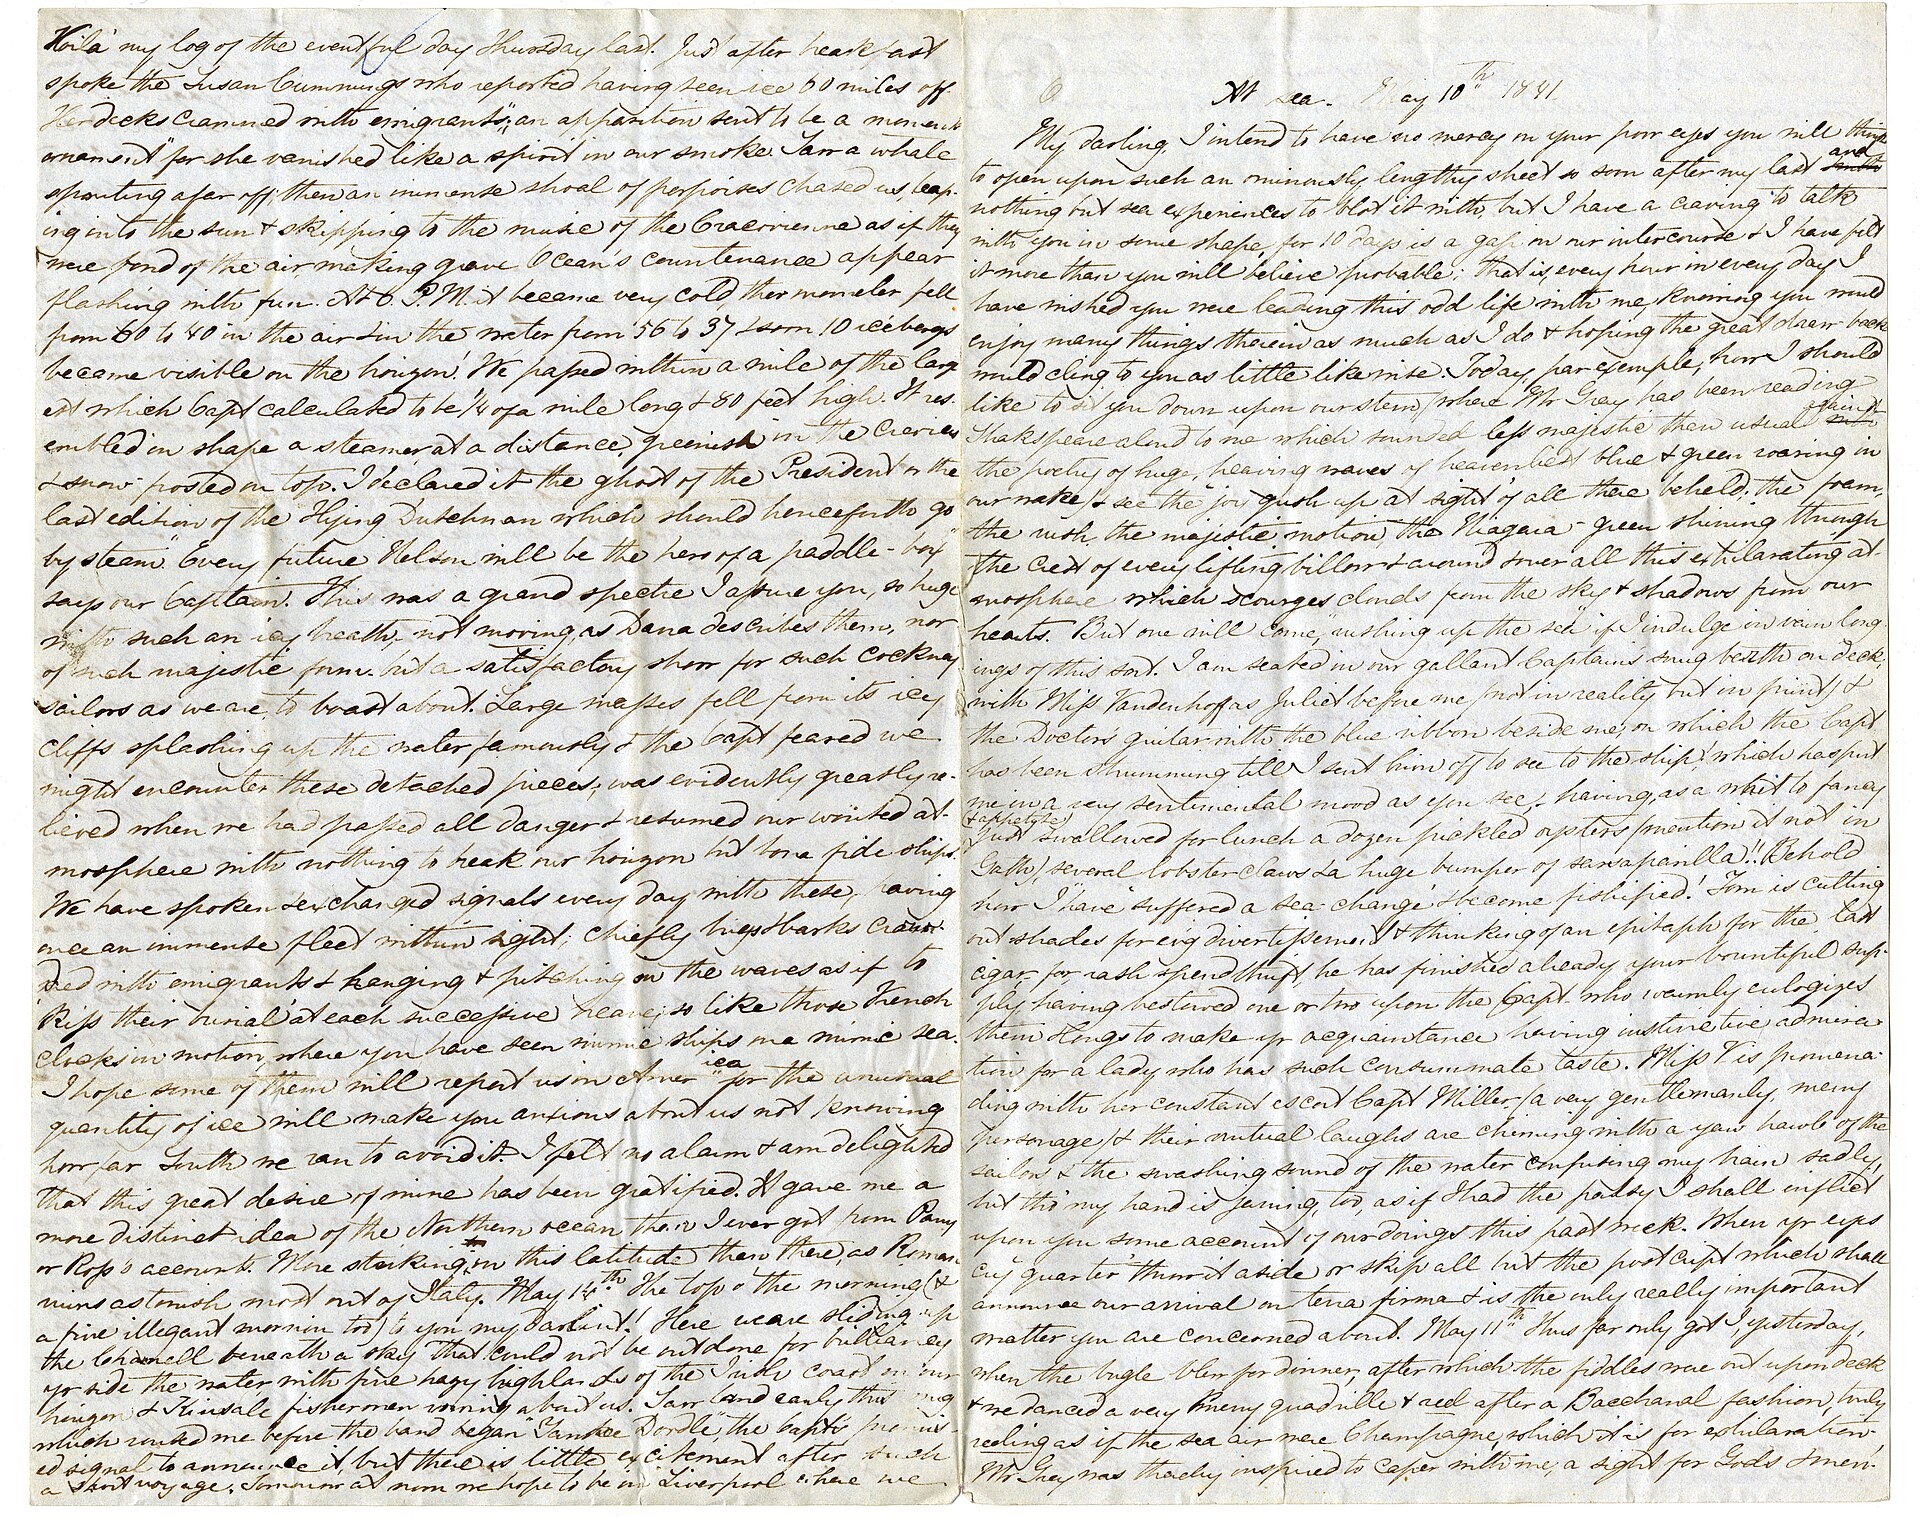 Voilà my log of the eventful day Thursday last. Just after breakfast
spoke the Susan Cummings who reported having seen ice 60 miles off.
Her decks crammed with emigrants; "an apparition sent to be a moment's
ornament" for she vanished like a spirit in our smoke. Saw a whale
spouting afar off; then an immense shoal of porpoises chased us, leap-
ing into the sun & skipping to the music of the Cracovienne as if they
were fond of the air making grave Ocean's countenance appear
flashing with fun. At 6 P.M. it became very cold thermometer fell
from 60 to 40 in the air & in the water from 56 to 37 & soon 10 icebergs
became visible on the horizon! We passed within a mile of the larg
est which Capt calculated to be 1/4 of a mile long & 80 feet high. It res-
embled in shape a steamer at a distance, greenish in the crevices
& snow-frosted on top. I declared it the ghost of the President or the
last edition of the "Flying Dutchman which should henceforth go
by steam" "Every future Nelson will be the hero of a paddle-box"
says our Captain. This was a grand spectre I assure you, so huge
with such an icy breath, not moving, as Dana describes them, nor
of such majestic form. but a satisfactory show for such cockney
sailors as we are, to boast about. Large masses fell from its icy
cliffs splashing up the water famously & the Capt feared we
might encounter these detached pieces; was evidently greatly re-
lieved when we had passed all danger & resumed our wonted at-
mosphere with nothing to break our horizon but bona fide ships.
We have spoken & exchanged signals every day with these, having
once an immense fleet within sight; chiefly brigs & barks crow
ded with emigrants & hanging & pitching on the waves as if to
'Kiss their burial' at each successive heave; so like those French
clocks in motion, where you have seen mimic ships on a mimic sea.
I hope some of them will report us in America for the unusual
quantity of ice will make you anxious about us not knowing
how far South we ran to avoid it. I felt no alarm & am delighted
that this great desire of mine has been gratified. It gave me a
more distinct idea of the Northern ocean than I ever got from Parry
or Ross's accounts. More striking in this latitude than there, as Roman
ruins astonish most out of Italy. May 14th The top o' the morning (&
a fine illegant mornin too) to you my darlint! Here we are sliding up
the Channell beneath a sky that could not be outdone for brilliancy
yr side the water with fine hazy highlands of the Irish coast on our
horizon & Kinsale fishermen about us. Saw land early this mg
which roused me before the band began "Yankee Doodle", the Capt's promis-
ed signal to announce it, but there is little excitement after such
a short voyage. Tomorrow at noon we hope to be in Liverpool where we
6
At sea. May 10th 1841.
My darling, I intend to have no mercy on your poor eyes you will think
to open upon such an ominously lengthy sheet so soon after my last and
nothing but sea experiences to blot it with, but I have a craving to talk
with you in some shape, for 10 days is a gap in our intercourse & I have felt
it more than you will believe probable; that is, every hour in every day I
have wished you were leading this odd life with me, knowing you would
enjoy many things therein as much as I do & hoping the great draw-back
would cling to you as little likewise. To'day, par exemple, how I should
like to sit you down upon our stern, (where Mr Gray has been reading
Shakspeare aloud to me which sounded less majestic than usual against
the poetry of huge, heaving waves of heavenliest blue & green roaring in
our wake) & see the "joy gush up at sight of all thee beheld; the foam,
the rush, the majestic motion, the Niagara-green shining through
the crest of every lifting billow & around & over all this exhilarating at-
mosphere which scourges clouds from the sky & shadows from our
hearts. But one will come, "rushing up the sea" if I indulge in vain long-
ings of this sort. I am seated in our gallant Captain's snug berth on deck,
with Miss Vandenhoff as Juliet before me (not in reality but in print) &
the Doctor's guitar with the blue ribbon beside me, on which the Capt
has been strumming till I sent him off to see to the ship! which has put
me in a very sentimental mood as you see, having, as a whet to fancy
& appetite
just swallowed for lunch a dozen pickled oysters (mention it not in
Gath), several lobster claws & a huge bumper of sarsaparilla!! Behold
how I have "suffered a sea-change" & become fishified! Tom is cutting
out shades for evg divertissement & thinking of an epitaph for the last
cigar, for, rash spendthrift, he has finished already your bountiful sup-
ply having bestowed one or two upon the Capt. who warmly eulogizes
them & longs to make yr acquaintance having instinctive admira-
tion for a lady who has such consummate taste. Miss V is promena-
ding with her constant escort Capt Miller, (a very gentlemanly, merry
personage) & their mutual laughs are chiming with a yaw hawls of the
sailors & the swashing sound of the water confusing my brain sadly,
but tho' my hand is jarring, too, as if I had the palsy I shall inflict
upon you some account of our doings this past week. When yr eyes
cry 'quarter' throw it aside or skip all but the postcript which shall
announce our arrival on terra firma & is the only really important
matter you are concerned about. May 11th Thus far only got I, yesterday,
when the bugle blew for dinner, after which the fiddles were out upon deck
& we danced a very merry quadrille & reel after a Bacchanal fashion, truly
reeling as if the sea air were Champagne, which it is for exhilaration;
Mr Gray was thereby inspired to caper with me, a sight for Gods & men.